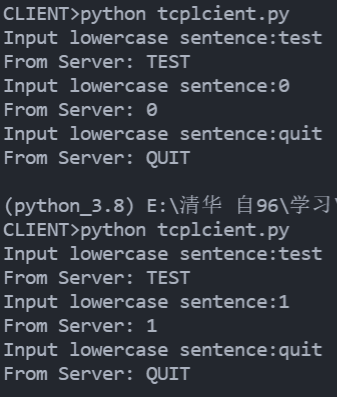 CLIENT>python tcplcient.py
Input lowercase sentence:test
From Server: TEST
Input lowercase sentence:0
From Server: 0
Input lowercase sentence:quit
From Server: QUIT
(python_3.8) E:\清华 自96\学习\
CLIENT>python tcplcient.py
Input lowercase sentence:test
From Server: TEST
Input lowercase sentence:1
From Server: 1
Input lowercase sentence:quit
From Server: QUIT